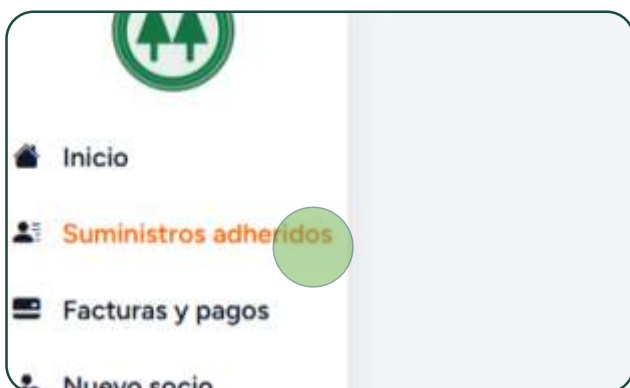 Inicio
Suministros adheridos
Facturas y pagos
Nuevo socio